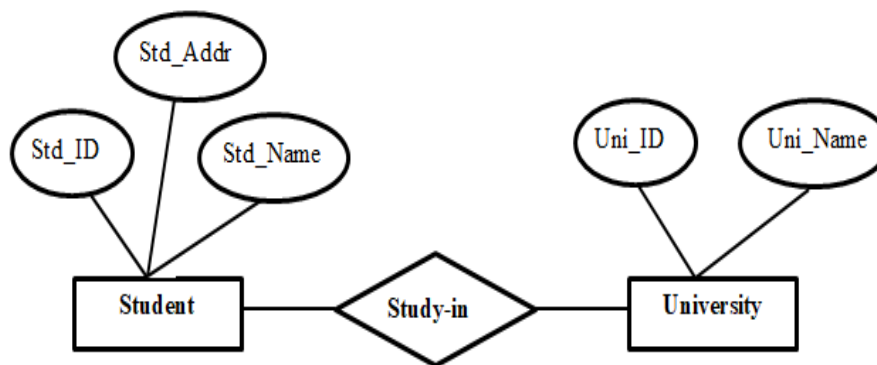 Std_Addr
Std_ID
Std_Name
Uni_ID
Uni_Name
Student
Study-in
University